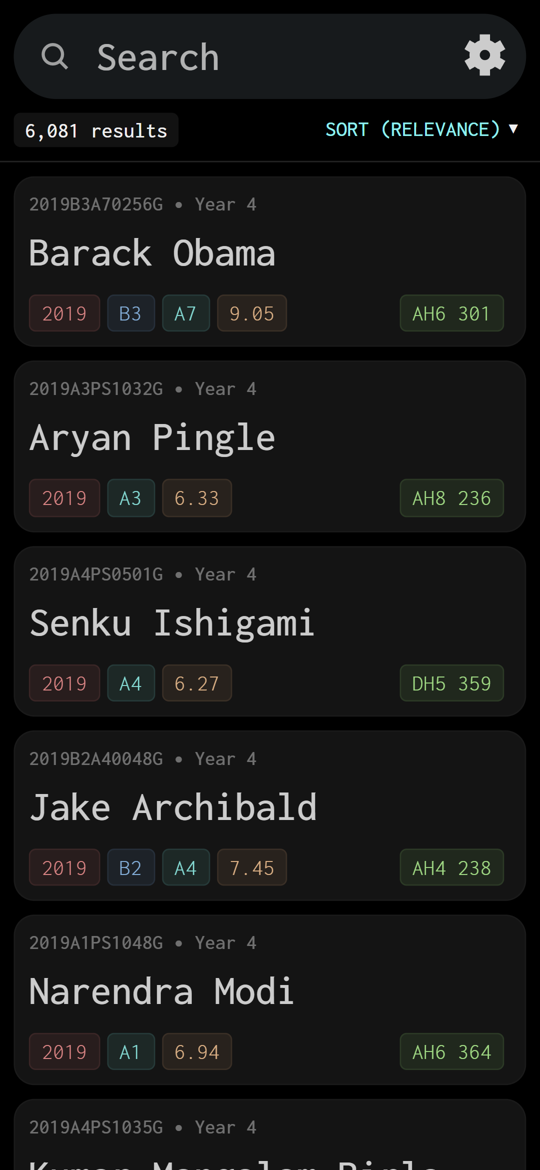 Search
6,081 results
SORT (RELEVANCE) ▼
2019B3A70256G • Year 4
Barack Obama
2019 B3 A7 9.05 AH6 301
2019A3PS1032G • Year 4
Aryan Pingle
2019 A3 6.33 AH8 236
2019A4PS0501G • Year 4
Senku Ishigami
2019 A4 6.27 DH5 359
2019B2A40048G • Year 4
Jake Archibald
2019 B2 A4 7.45 AH4 238
2019A1PS1048G • Year 4
Narendra Modi
2019 A1 6.94 AH6 364
2019A4PS1035G • Year 4